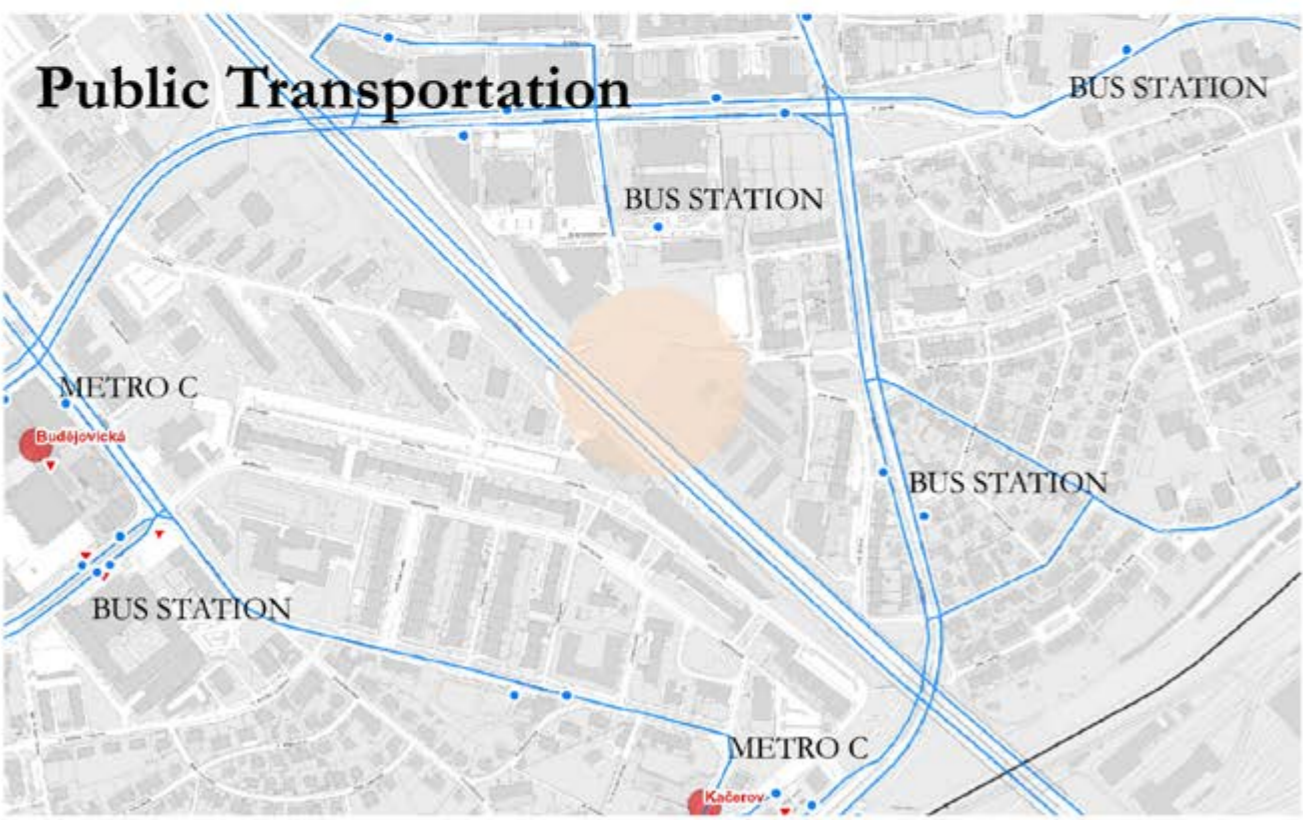 Public Transportation
BUS STATION
BUS STATION
METRO C
Budějovická
BUS STATION
BUS STATION
METRO C
Kačerov